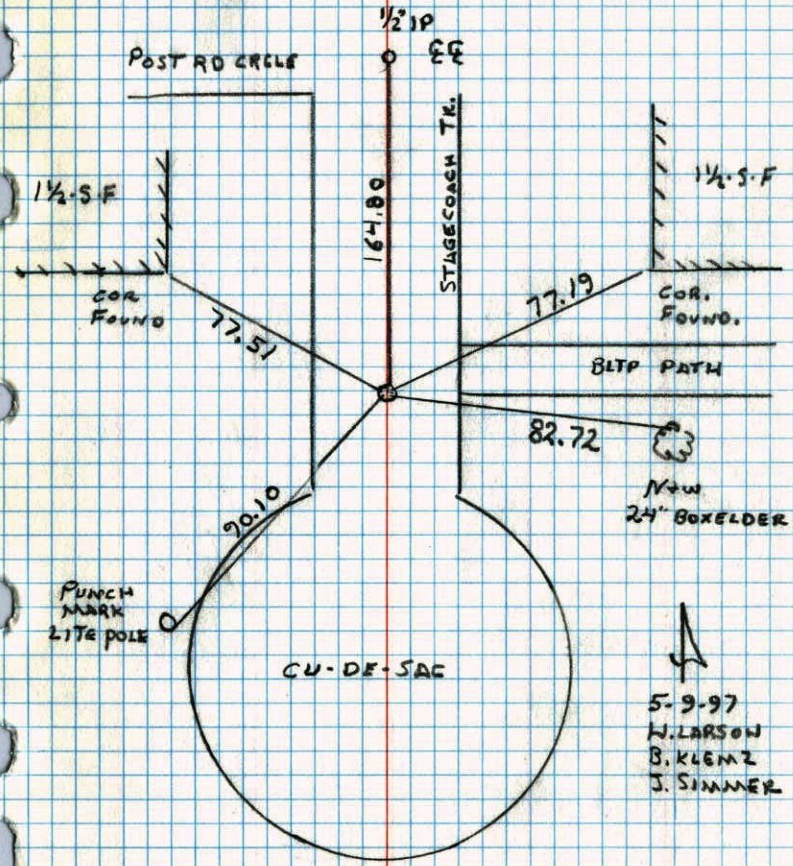 1/2" IP
℄ ℄
POST RD CRCLE
STAGECOACH TR.
164.80
1 1/2·S·F
1 1/2·S·F
COR
FOUND
77.51
77.19
COR.
FOUND.
BLTP PATH
82.72
N+W
24" BOXELDER
90.10
PUNCH
MARK
LITE POLE
CU-DE-SAC
5-9-97
W. LARSON
B. KLEMZ
J. SIMMER